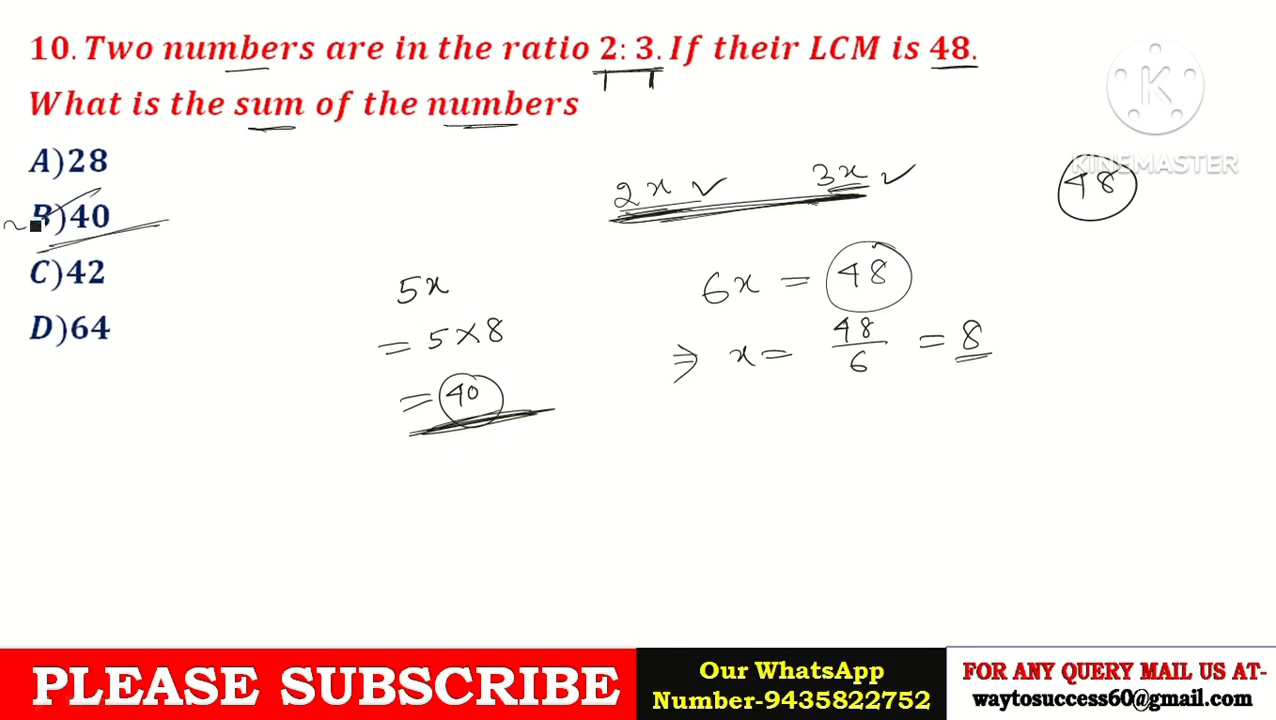 10. Two numbers are in the ratio 2: 3. If their LCM is 48.
What is the sum of the numbers
A)28
B)40
C)42
D)64
2x 3x
48
KINEMASTER
5x
= 5 × 8
= 40
6x = 48
⇒ x = 48/6 = 8
PLEASE SUBSCRIBE
Our WhatsApp
Number-9435822752
FOR ANY QUERY MAIL US AT-
waytosuccess60@gmail.com